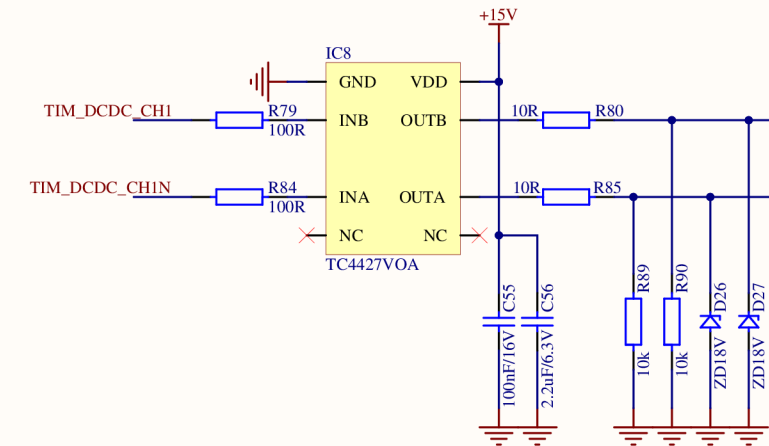 +15V
IC8
GND
VDD
TIM_DCDC_CH1
R79
100R
INB
OUTB
10R
R80
TIM_DCDC_CH1N
R84
100R
INA
OUTA
10R
R85
NC
NC
TC4427VOA
C55
100nF/16V
C56
2.2uF/6.3V
R89
10k
R90
10k
D26
ZD18V
D27
ZD18V